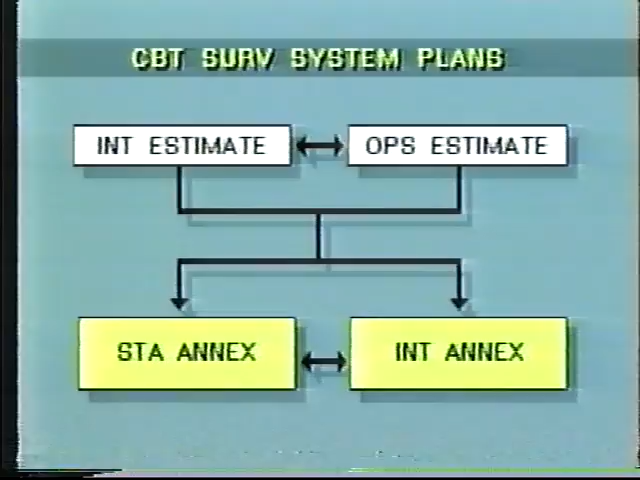 CBT SURV SYSTEM PLANS
INT ESTIMATE
OPS ESTIMATE
STA ANNEX
INT ANNEX